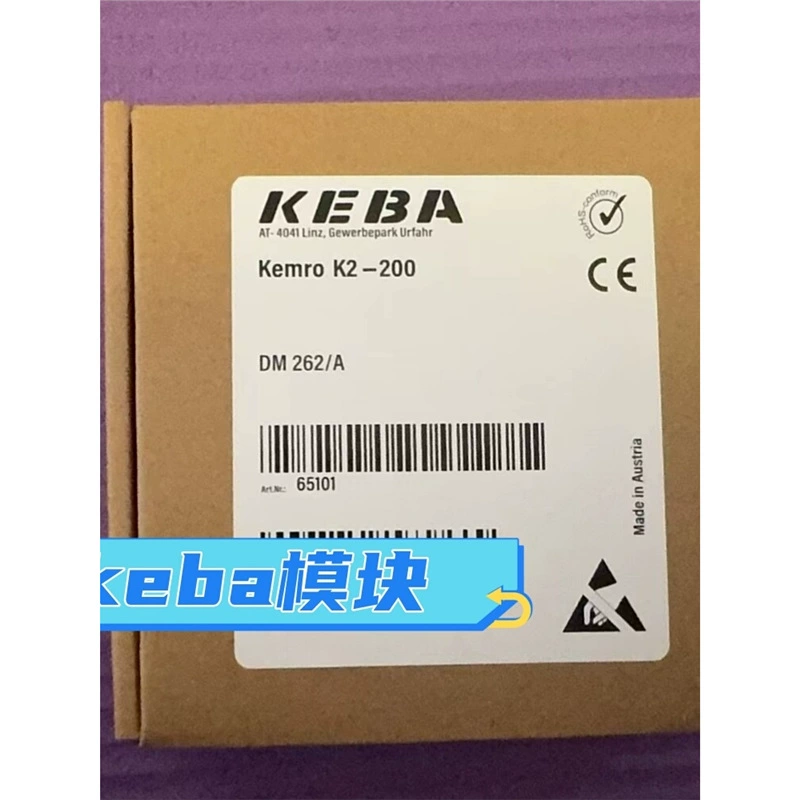 KEBA
AT- 4041 Linz, Gewerbepark Urfahr
RoHS-conform
Kemro K2-200
CE
DM 262/A
Art.Nr.: 65101
Made in Austria
keba模块